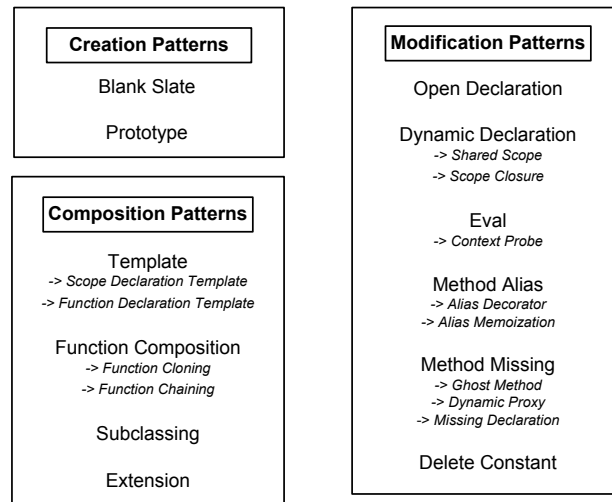 Creation Patterns
Blank Slate
Prototype
Composition Patterns
Template
-> Scope Declaration Template
-> Function Declaration Template
Function Composition
-> Function Cloning
-> Function Chaining
Subclassing
Extension
Modification Patterns
Open Declaration
Dynamic Declaration
-> Shared Scope
-> Scope Closure
Eval
-> Context Probe
Method Alias
-> Alias Decorator
-> Alias Memoization
Method Missing
-> Ghost Method
-> Dynamic Proxy
-> Missing Declaration
Delete Constant